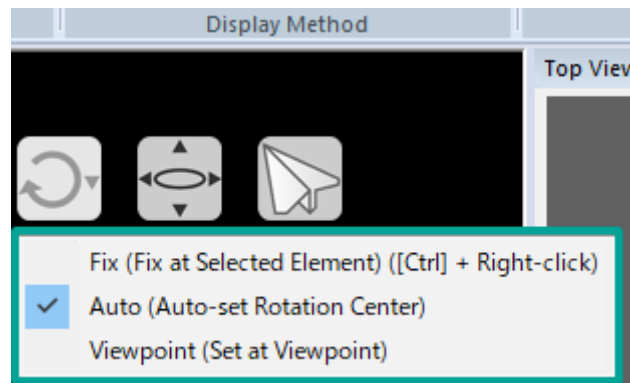 Display Method
Top View
Fix (Fix at Selected Element) ([Ctrl] + Right-click)
Auto (Auto-set Rotation Center)
Viewpoint (Set at Viewpoint)